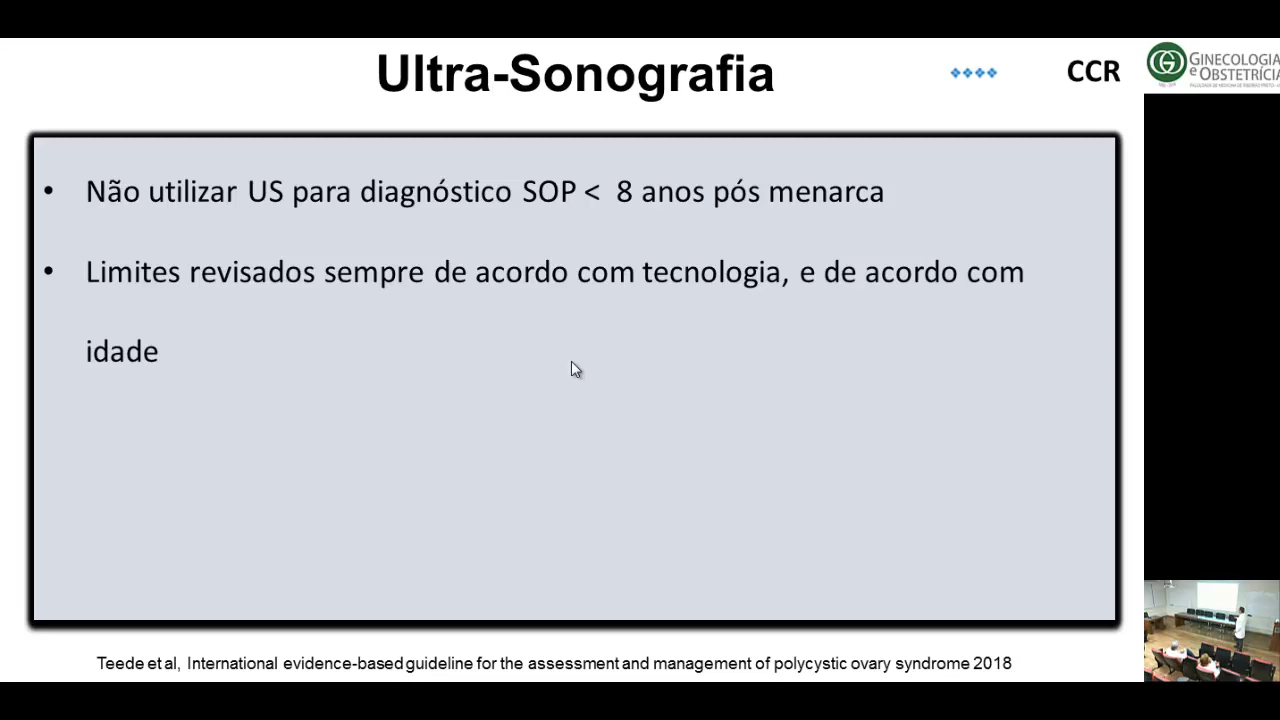 Ultra-Sonografia
CCR
GINECOLOGIA
e OBSTETRÍCIA
• Não utilizar US para diagnóstico SOP < 8 anos pós menarca
• Limites revisados sempre de acordo com tecnologia, e de acordo com
idade
Teede et al, International evidence-based guideline for the assessment and management of polycystic ovary syndrome 2018